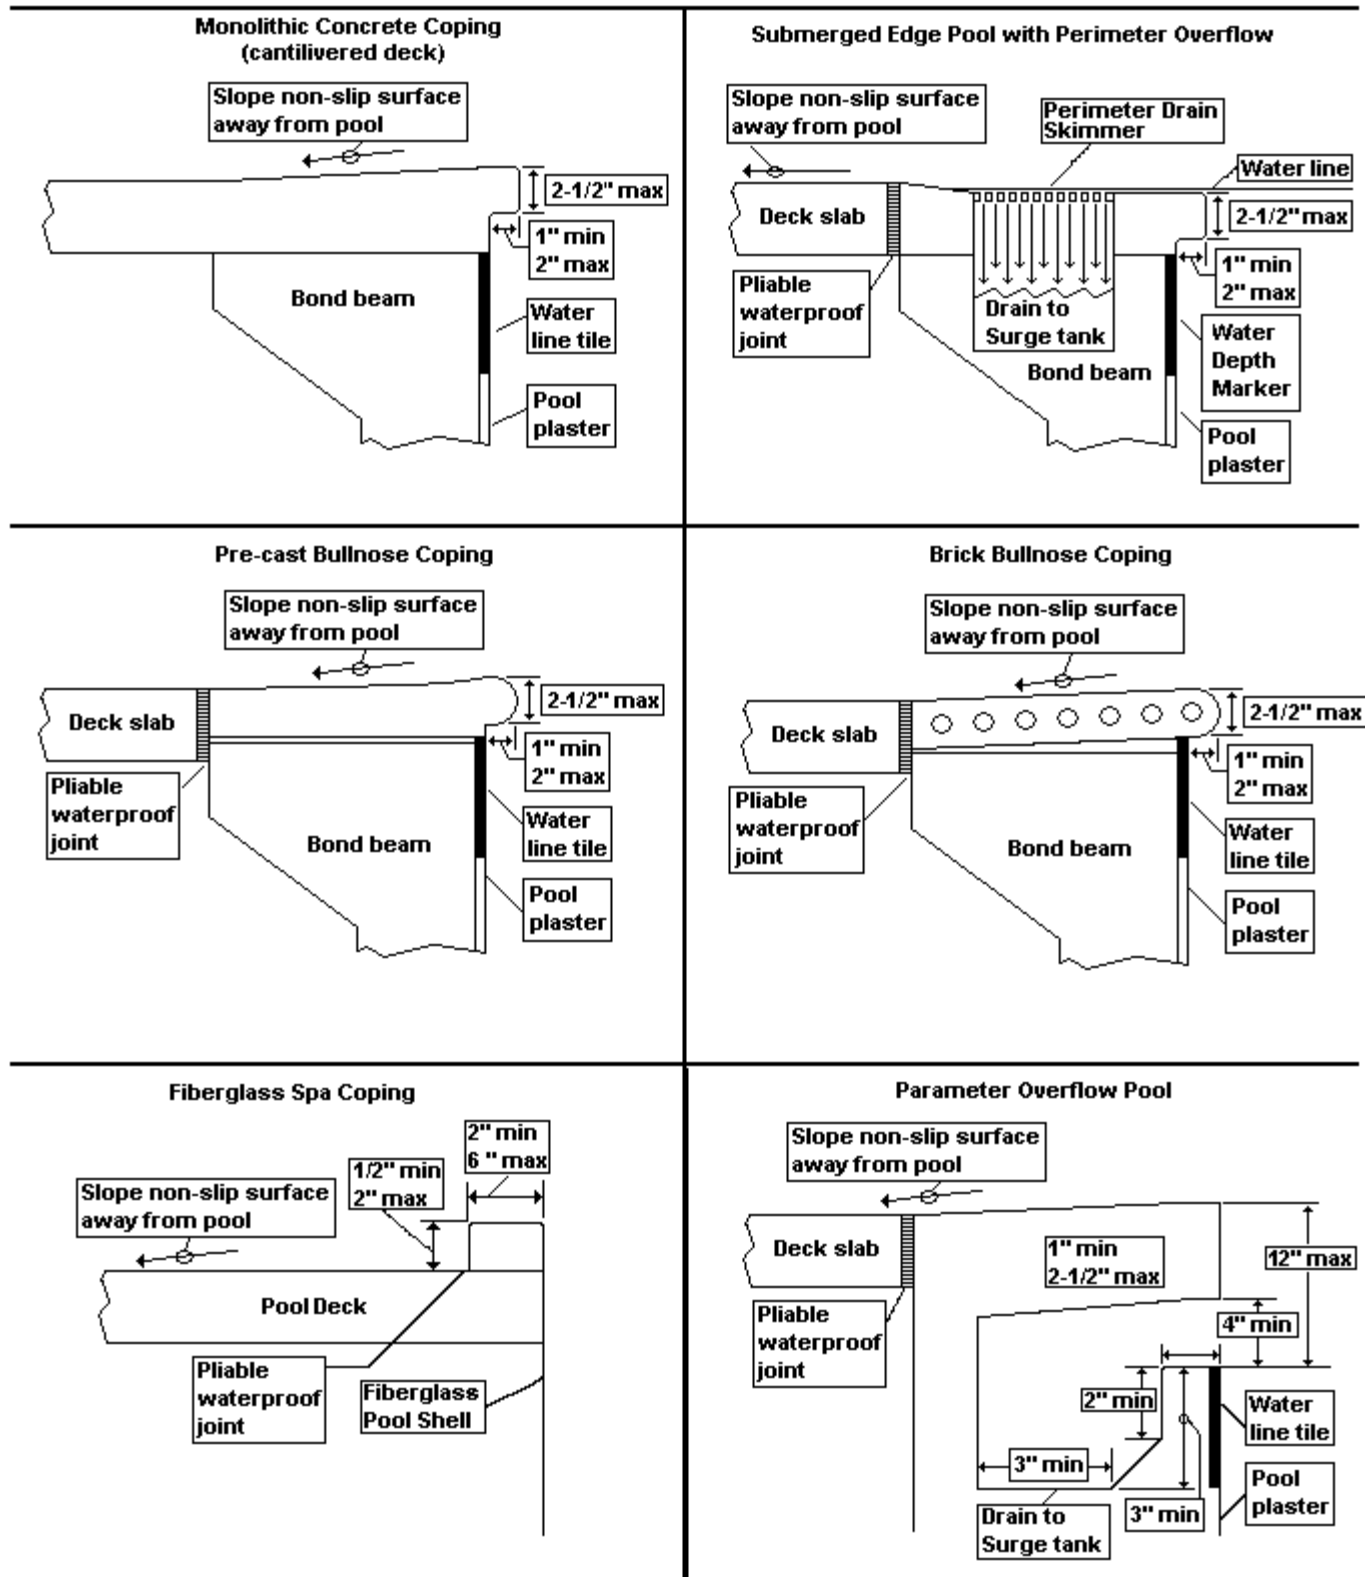 Monolithic Concrete Coping
(cantilivered deck)
Slope non-slip surface
away from pool
2-1/2" max
1" min
2" max
Bond beam
Water
line tile
Pool
plaster
Submerged Edge Pool with Perimeter Overflow
Slope non-slip surface
away from pool
Perimeter Drain
Skimmer
Water line
Deck slab
2-1/2" max
1" min
2" max
Pliable
waterproof
joint
Drain to
Surge tank
Bond beam
Water
Depth
Marker
Pool
plaster
Pre-cast Bullnose Coping
Slope non-slip surface
away from pool
2-1/2" max
Deck slab
1" min
2" max
Pliable
waterproof
joint
Bond beam
Water
line tile
Pool
plaster
Brick Bullnose Coping
Slope non-slip surface
away from pool
2-1/2" max
Deck slab
1" min
2" max
Pliable
waterproof
joint
Bond beam
Water
line tile
Pool
plaster
Fiberglass Spa Coping
2" min
6 " max
1/2" min
2" max
Slope non-slip surface
away from pool
Pool Deck
Pliable
waterproof
joint
Fiberglass
Pool Shell
Parameter Overflow Pool
Slope non-slip surface
away from pool
Deck slab
1" min
2-1/2" max
12" max
Pliable
waterproof
joint
4" min
2" min
Water
line tile
3" min
Drain to
Surge tank
3" min
Pool
plaster